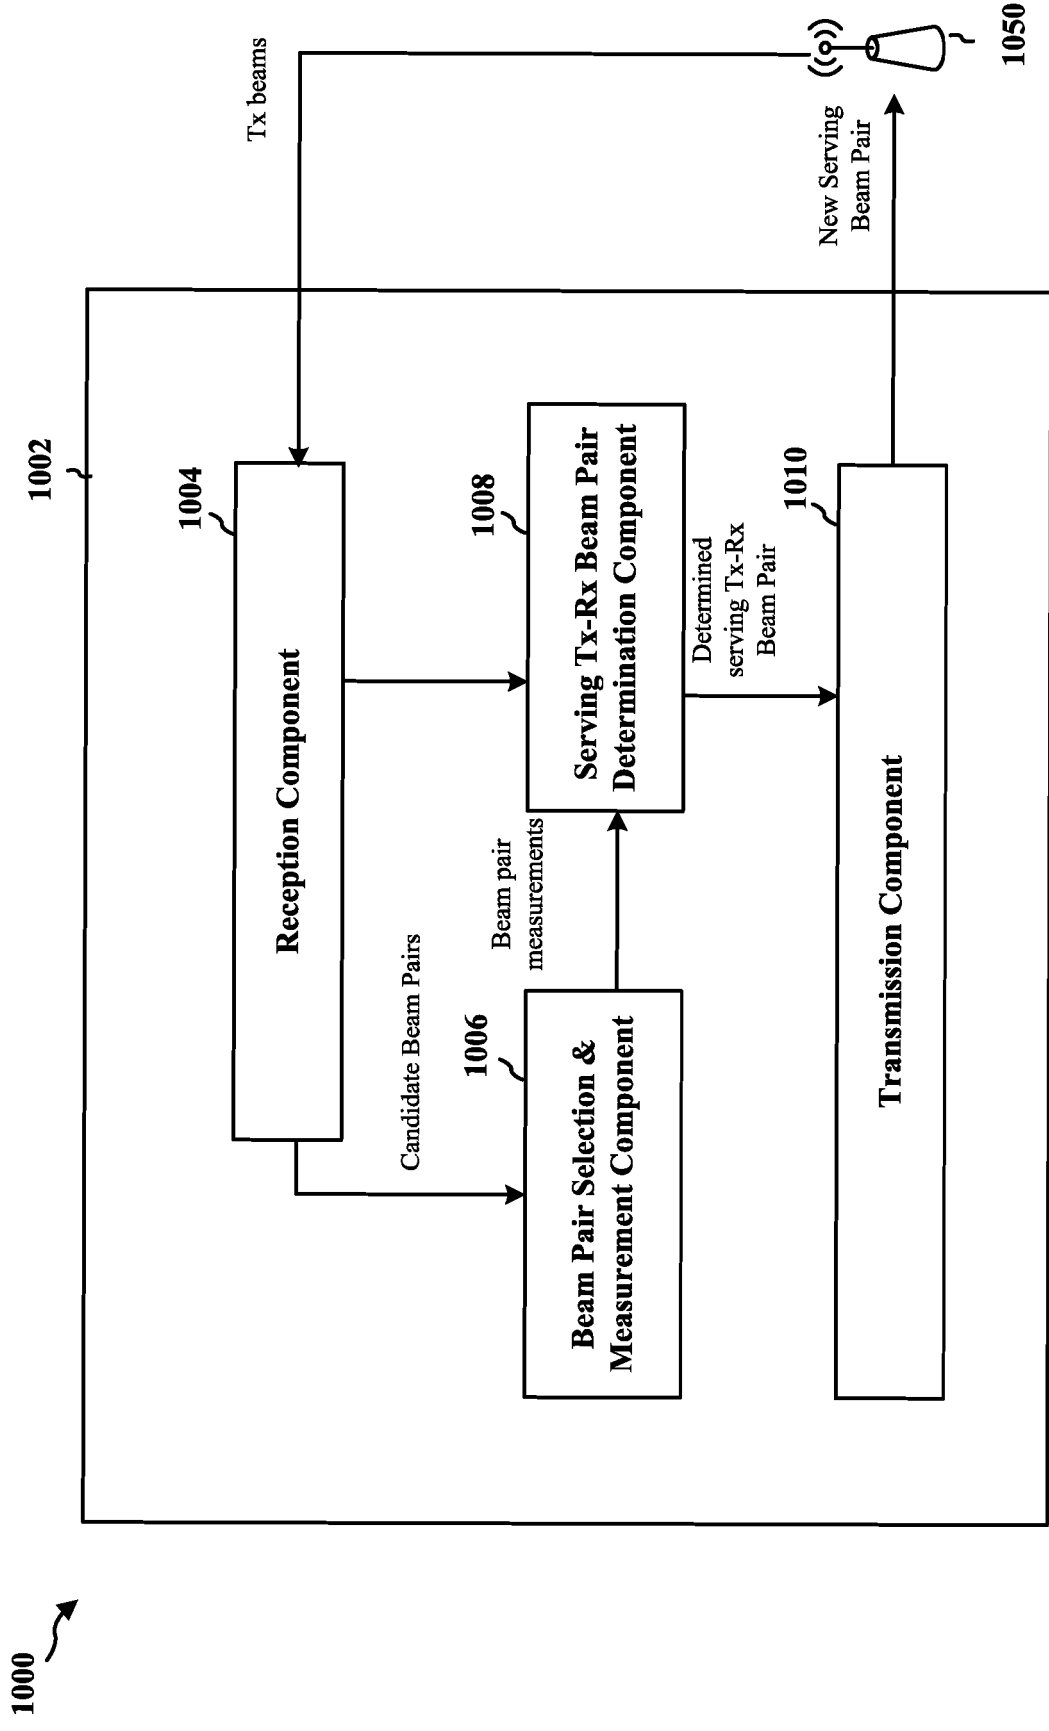 1000
1002
1004
Reception Component
Tx beams
Candidate Beam Pairs
1006
Beam Pair Selection &
Measurement Component
Beam pair
measurements
1008
Serving Tx-Rx Beam Pair
Determination Component
Determined
serving Tx-Rx
Beam Pair
1010
Transmission Component
New Serving
Beam Pair
1050